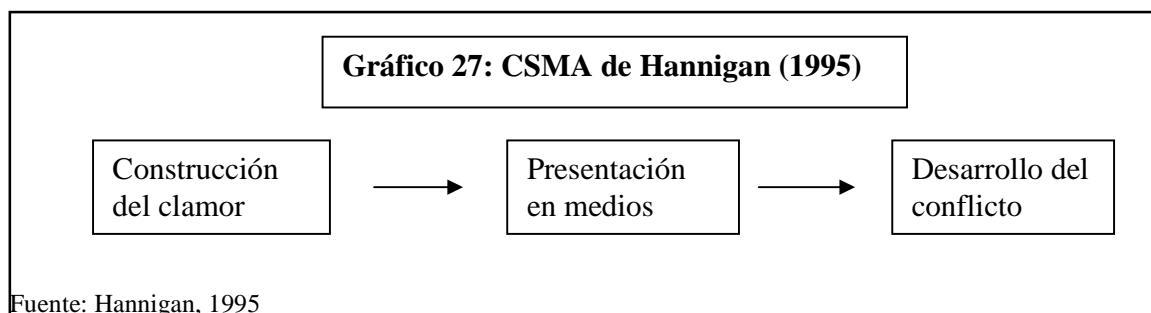 Gráfico 27: CSMA de Hannigan (1995)
Construcción
del clamor
Presentación
en medios
Desarrollo del
conflicto
Fuente: Hannigan, 1995